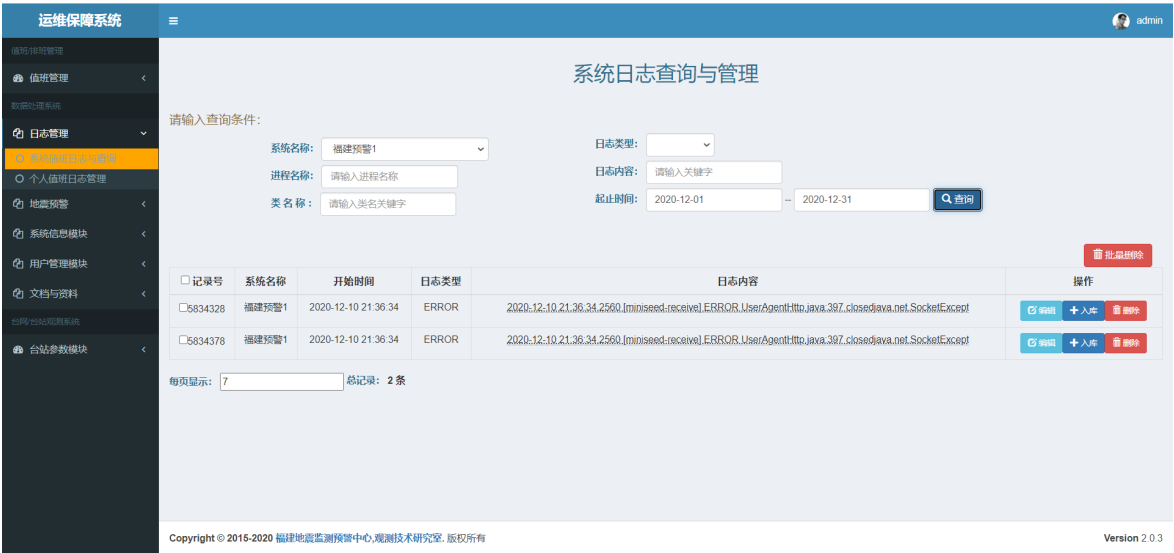 运维保障系统
admin
值班/排班管理
值班管理
数据处理系统
日志管理
系统值班日志与查询
个人值班日志管理
地震预警
系统信息模块
用户管理模块
文档与资料
台网/台站观测系统
台站参数模块
系统日志查询与管理
请输入查询条件：
系统名称： 福建预警1 日志类型：
进程名称： 请输入进程名称 日志内容： 请输入关键字
类 名 称 ： 请输入类名关键字 起止时间： 2020-12-01 -- 2020-12-31 查询
批量删除
记录号 系统名称 开始时间 日志类型 日志内容 操作
5834328 福建预警1 2020-12-10 21:36:34 ERROR 2020-12-10 21:36:34.2560.[miniseed-receive].ERROR.UserAgentHttp.java:397.closedjava.net.SocketExcept 编辑 入库 删除
5834378 福建预警1 2020-12-10 21:36:34 ERROR 2020-12-10 21:36:34.2560.[miniseed-receive].ERROR.UserAgentHttp.java:397.closedjava.net.SocketExcept 编辑 入库 删除
每页显示： 7 总记录： 2 条
Copyright © 2015-2020 福建地震监测预警中心,观测技术研究室. 版权所有 Version 2.0.3